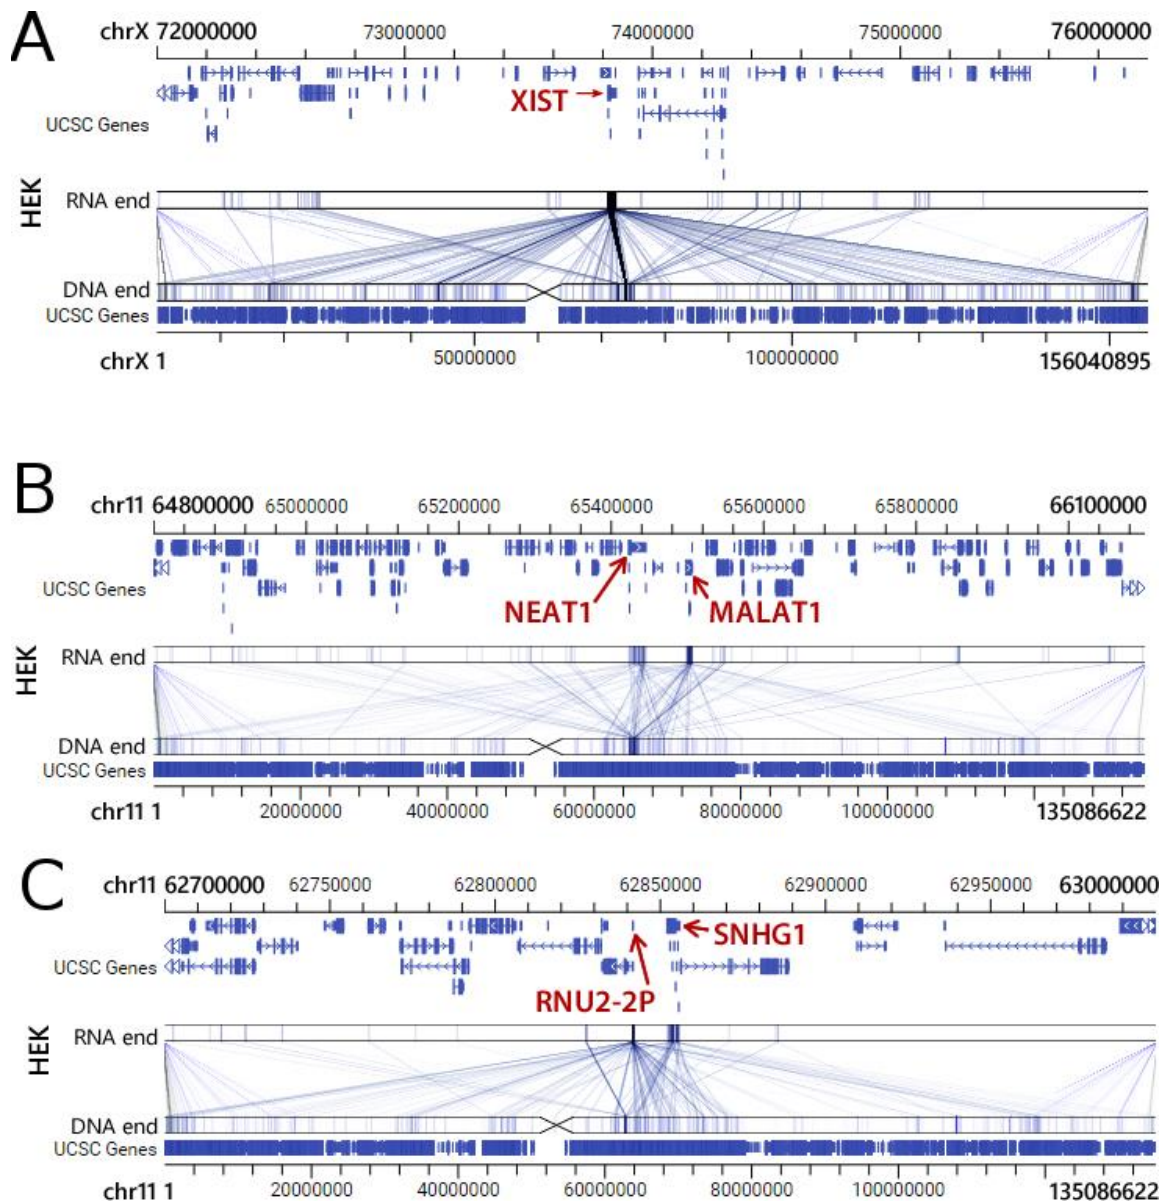 A
chrX 72000000 73000000 74000000 75000000 76000000
XIST
UCSC Genes
HEK
RNA end
DNA end
UCSC Genes
chrX 1 50000000 100000000 156040895
B
chr11 64800000 65000000 65200000 65400000 65600000 65800000 66100000
UCSC Genes
NEAT1 MALAT1
HEK
RNA end
DNA end
UCSC Genes
chr11 1 20000000 40000000 60000000 80000000 100000000 135086622
C
chr11 62700000 62750000 62800000 62850000 62900000 62950000 63000000
SNHG1
UCSC Genes
RNU2-2P
HEK
RNA end
DNA end
UCSC Genes
chr11 1 20000000 40000000 60000000 80000000 100000000 135086622